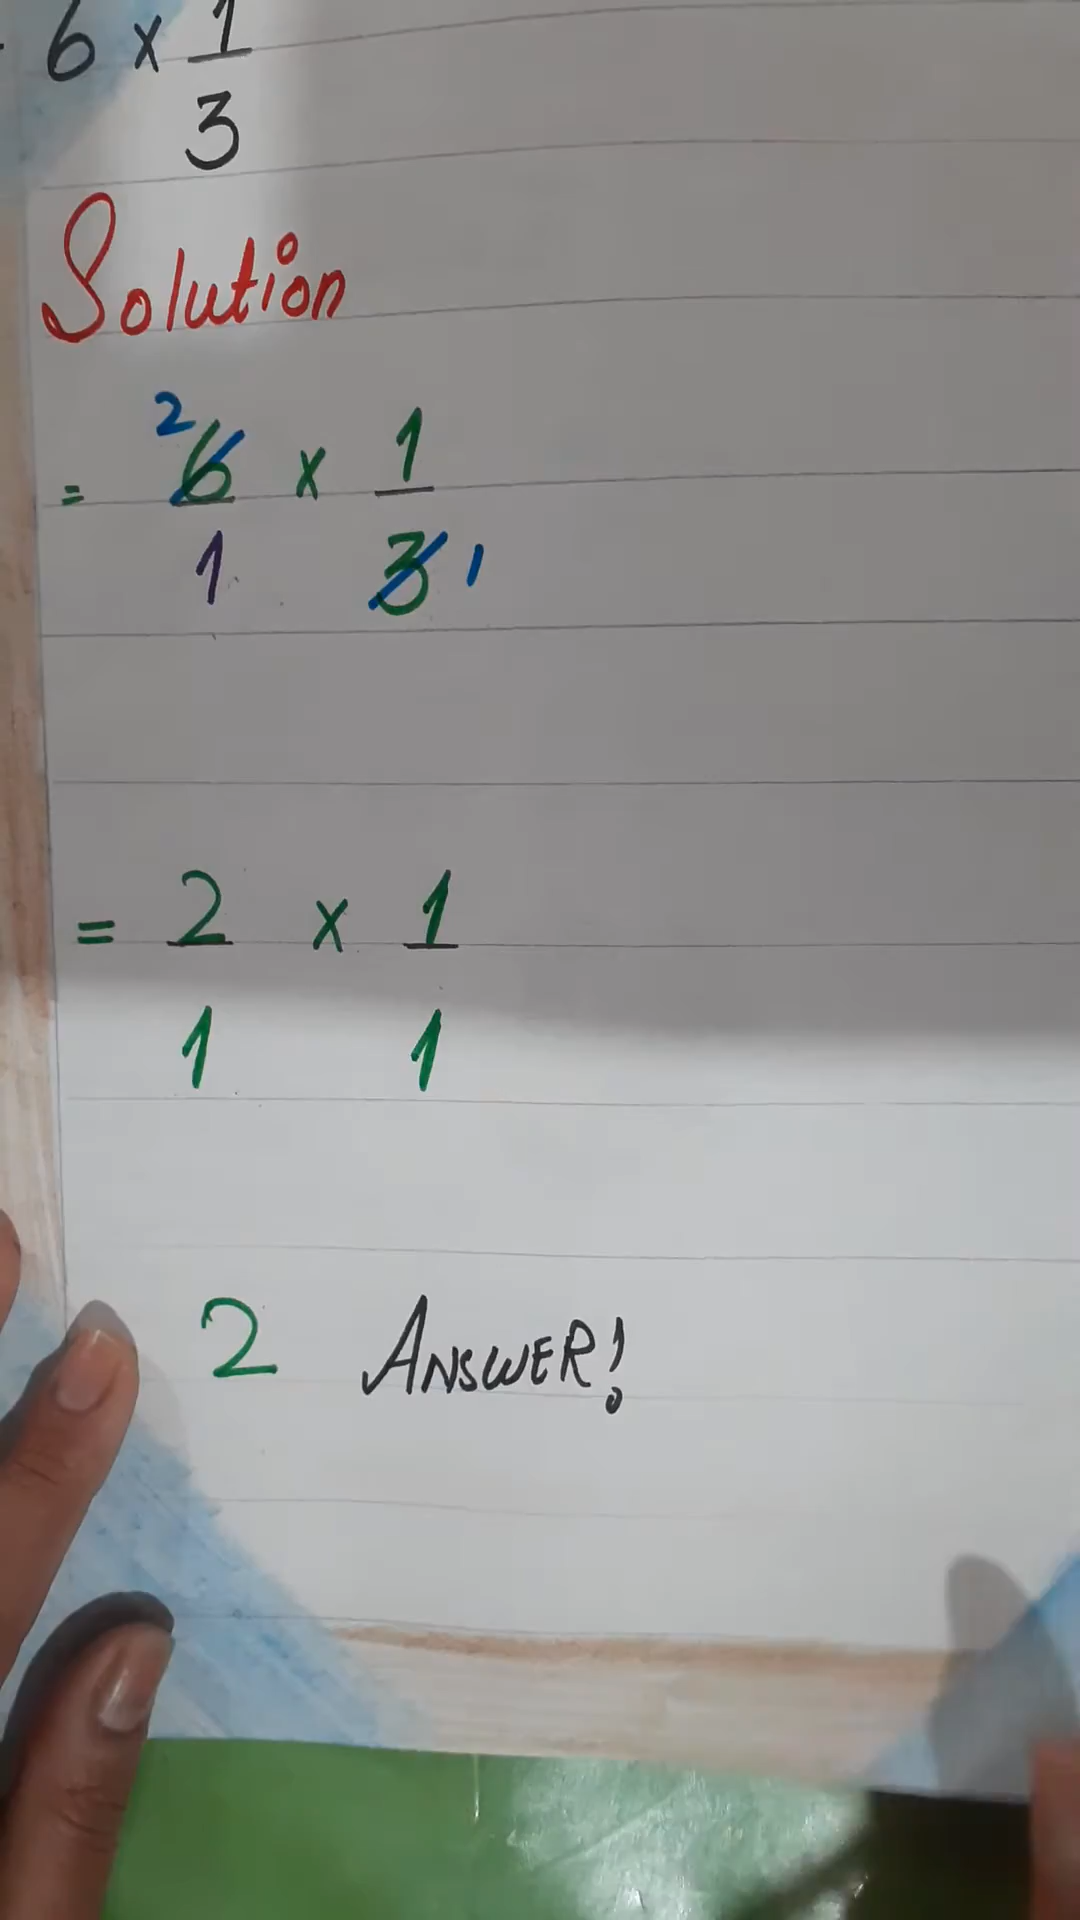 6 × 1/3
Solution
= 2 6/1 × 1/3 1
= 2/1 × 1/1
2 ANSWER!